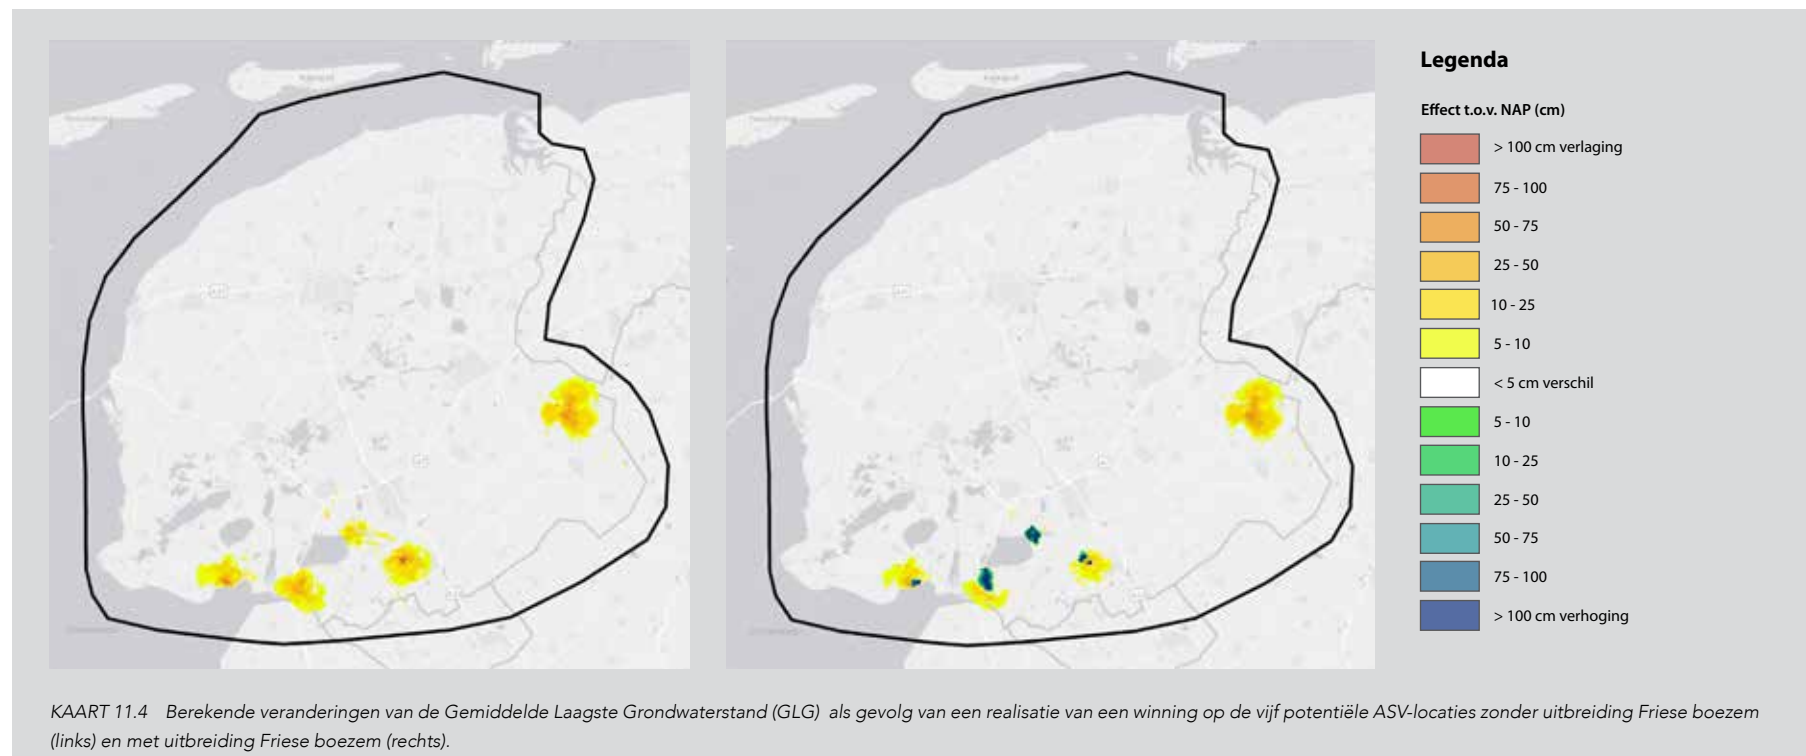 Legenda
Effect t.o.v. NAP (cm)
> 100 cm verlaging
75 - 100
50 - 75
25 - 50
10 - 25
5 - 10
< 5 cm verschil
5 - 10
10 - 25
25 - 50
50 - 75
75 - 100
> 100 cm verhoging
KAART 11.4 Berekende veranderingen van de Gemiddelde Laagste Grondwaterstand (GLG) als gevolg van een realisatie van een winning op de vijf potentiële ASV-locaties zonder uitbreiding Friese boezem
(links) en met uitbreiding Friese boezem (rechts).